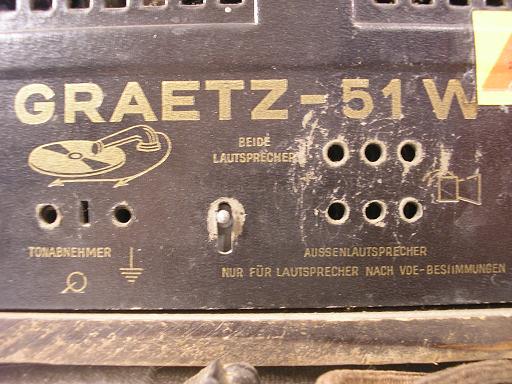 GRAETZ - 51 W
BEIDE
LAUTSPRECHER
TONABNEHMER
AUSSENLAUTSPRECHER
NUR FÜR LAUTSPRECHER NACH VDE-BESTIMMUNGEN